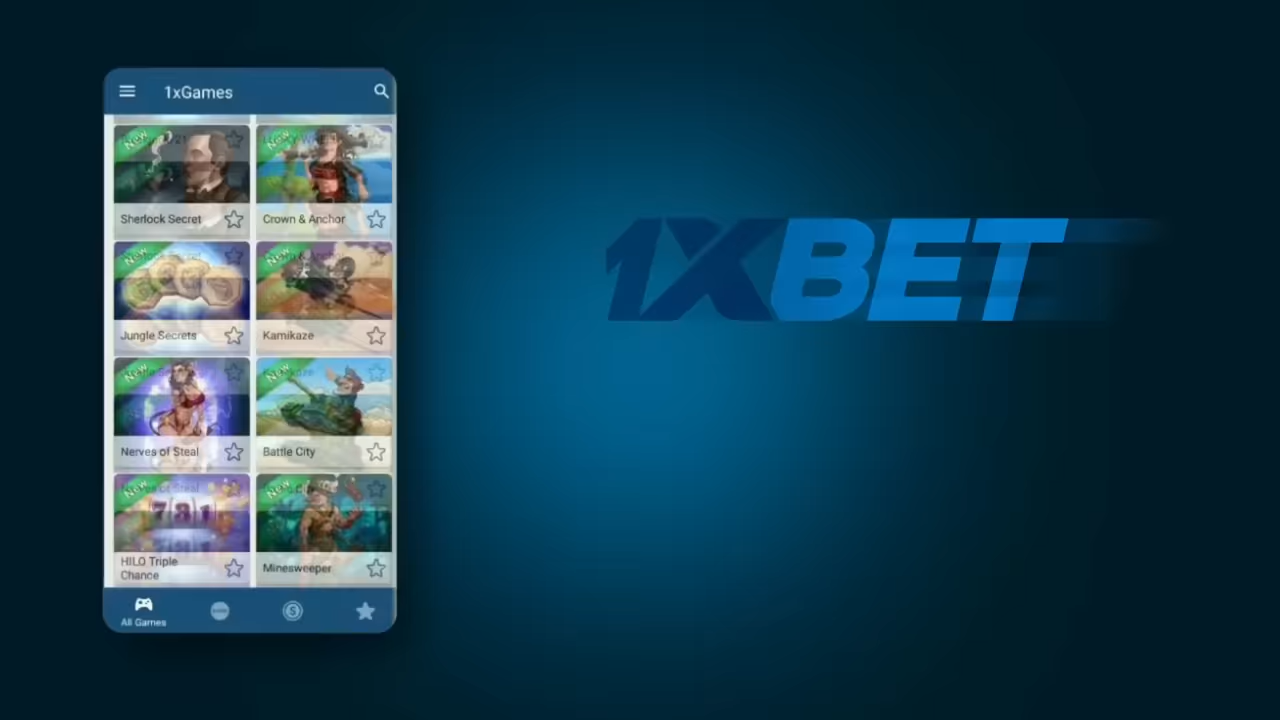 1xGames
New
New
Sherlock Secret
Crown & Anchor
New
New
Jungle Secrets
Kamikaze
New
New
Nerves of Steal
Battle City
New
New
781
HILO Triple
Chance
Minesweeper
All Games
1XBET